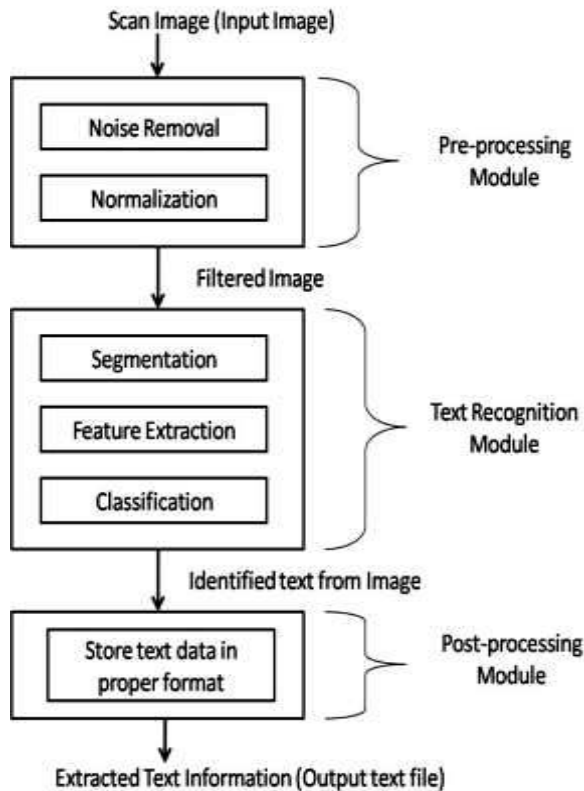 Scan Image (Input Image)
Noise Removal
Normalization
Pre-processing
Module
Filtered Image
Segmentation
Feature Extraction
Classification
Text Recognition
Module
Identified text from Image
Store text data in
proper format
Post-processing
Module
Extracted Text Information (Output text file)